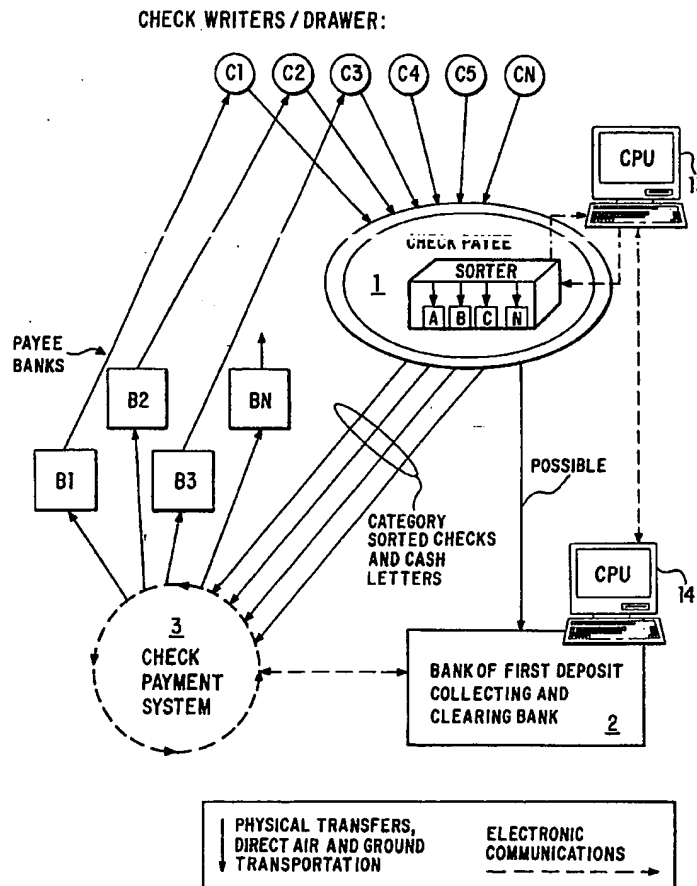 CHECK WRITERS / DRAWER:
C1 C2 C3 C4 C5 CN
CPU
CHECK PAYEE
1
SORTER
A B C N
PAYEE
BANKS
B2
BN
B1
B3
POSSIBLE
CATEGORY
SORTED CHECKS
AND CASH
LETTERS
CPU
14
3
CHECK
PAYMENT
SYSTEM
BANK OF FIRST DEPOSIT
COLLECTING AND
CLEARING BANK
2
PHYSICAL TRANSFERS,
DIRECT AIR AND GROUND
TRANSPORTATION
ELECTRONIC
COMMUNICATIONS